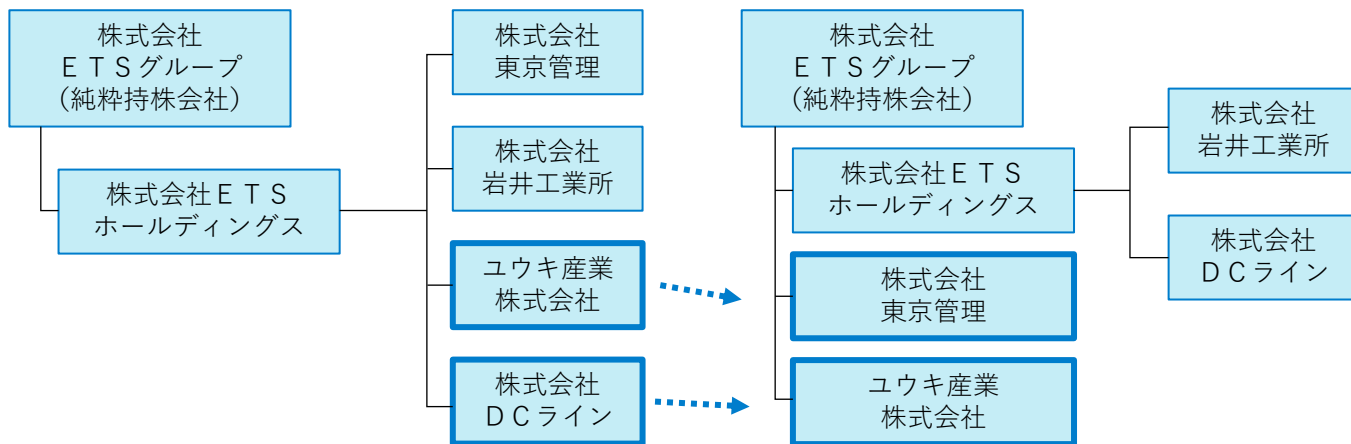 株式会社
ＥＴＳグループ
(純粋持株会社)
株式会社ＥＴＳ
ホールディングス
株式会社
東京管理
株式会社
岩井工業所
ユウキ産業
株式会社
株式会社
ＤＣライン
株式会社
ＥＴＳグループ
(純粋持株会社)
株式会社ＥＴＳ
ホールディングス
株式会社
東京管理
ユウキ産業
株式会社
株式会社
岩井工業所
株式会社
ＤＣライン